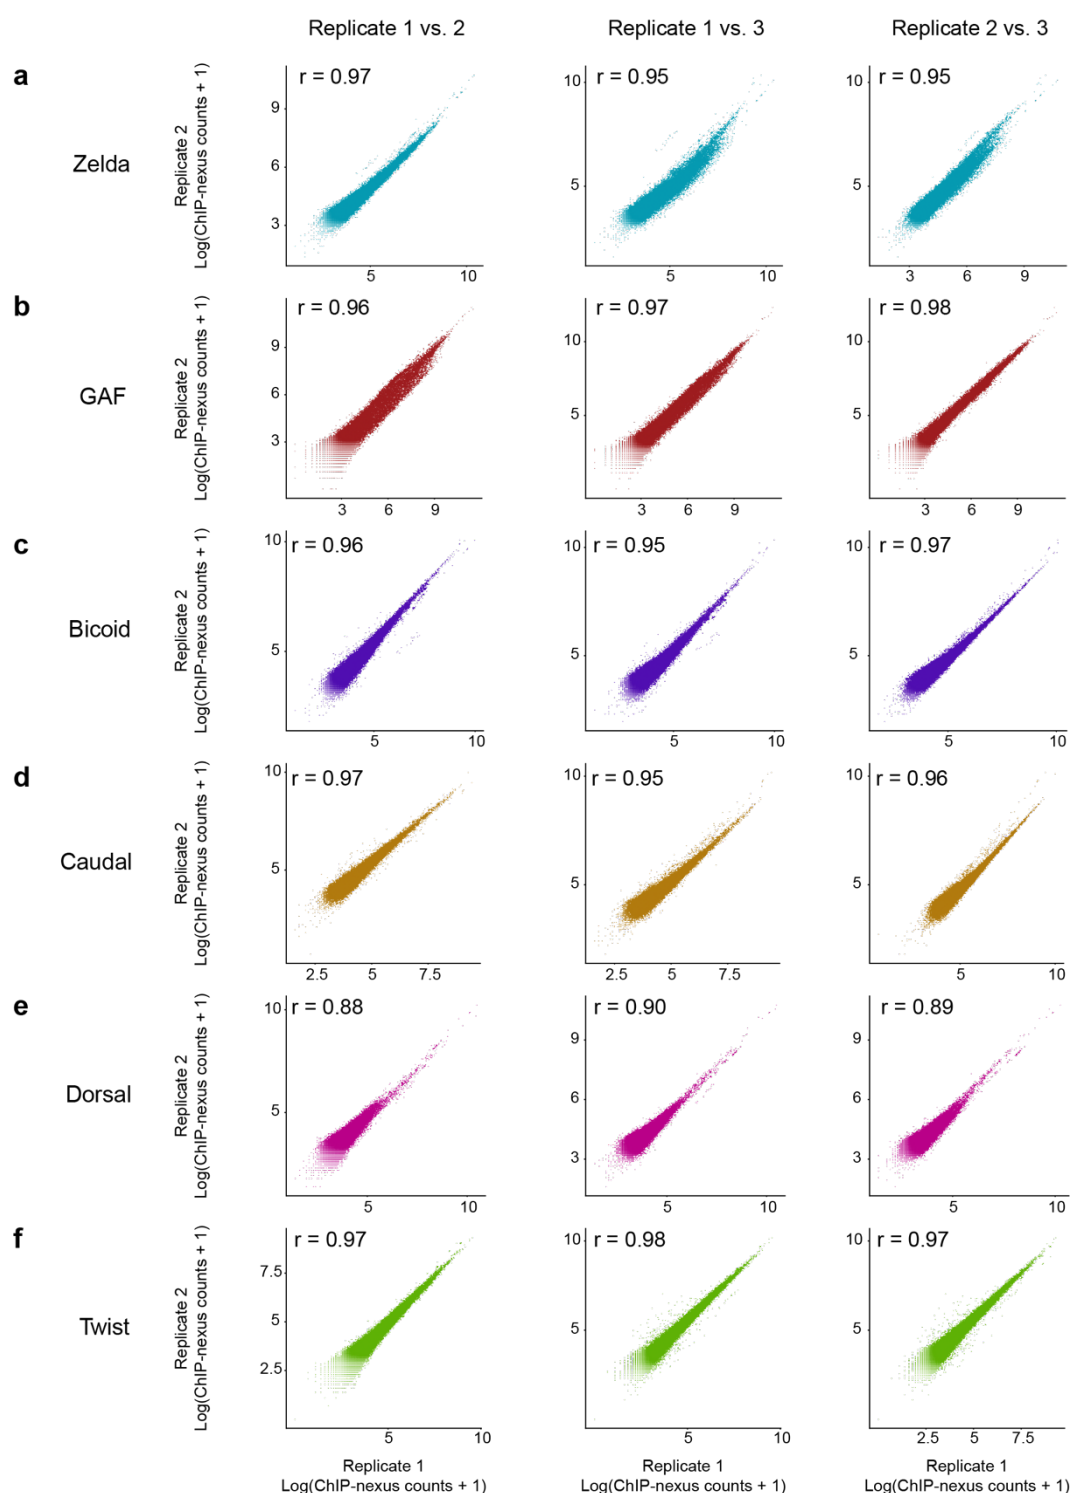 Replicate 1 vs. 2
Replicate 1 vs. 3
Replicate 2 vs. 3
a
Zelda
Replicate 2
Log(ChIP-nexus counts + 1)
r = 0.97
9
6
3
5
10
r = 0.95
10
5
5
10
r = 0.95
10
5
3
6
9
b
GAF
Replicate 2
Log(ChIP-nexus counts + 1)
r = 0.96
9
6
3
3
6
9
r = 0.97
10
5
3
6
9
r = 0.98
10
5
3
6
9
c
Bicoid
Replicate 2
Log(ChIP-nexus counts + 1)
r = 0.96
10
5
5
10
r = 0.95
10
5
5
10
r = 0.97
10
5
5
10
d
Caudal
Replicate 2
Log(ChIP-nexus counts + 1)
r = 0.97
10
5
2.5
5
7.5
r = 0.95
10
5
2.5
5
7.5
r = 0.96
10
5
5
10
e
Dorsal
Replicate 2
Log(ChIP-nexus counts + 1)
r = 0.88
10
5
5
10
r = 0.90
9
6
3
5
10
r = 0.89
9
6
3
5
10
f
Twist
Replicate 2
Log(ChIP-nexus counts + 1)
r = 0.97
7.5
5
2.5
5
10
r = 0.98
10
5
5
10
r = 0.97
10
5
2.5
5
7.5
Replicate 1
Log(ChIP-nexus counts + 1)
Replicate 1
Log(ChIP-nexus counts + 1)
Replicate 1
Log(ChIP-nexus counts + 1)